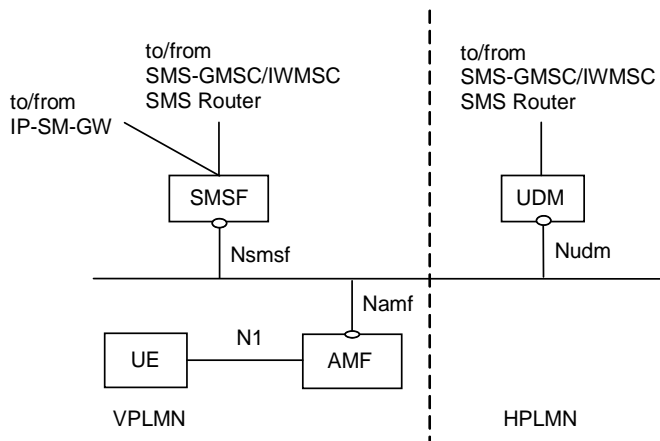 to/from
SMS-GMSC/IWMSC
SMS Router
to/from
SMS-GMSC/IWMSC
SMS Router
to/from
IP-SM-GW
SMSF
UDM
Nsmsf
Nudm
Namf
N1
UE
AMF
VPLMN
HPLMN